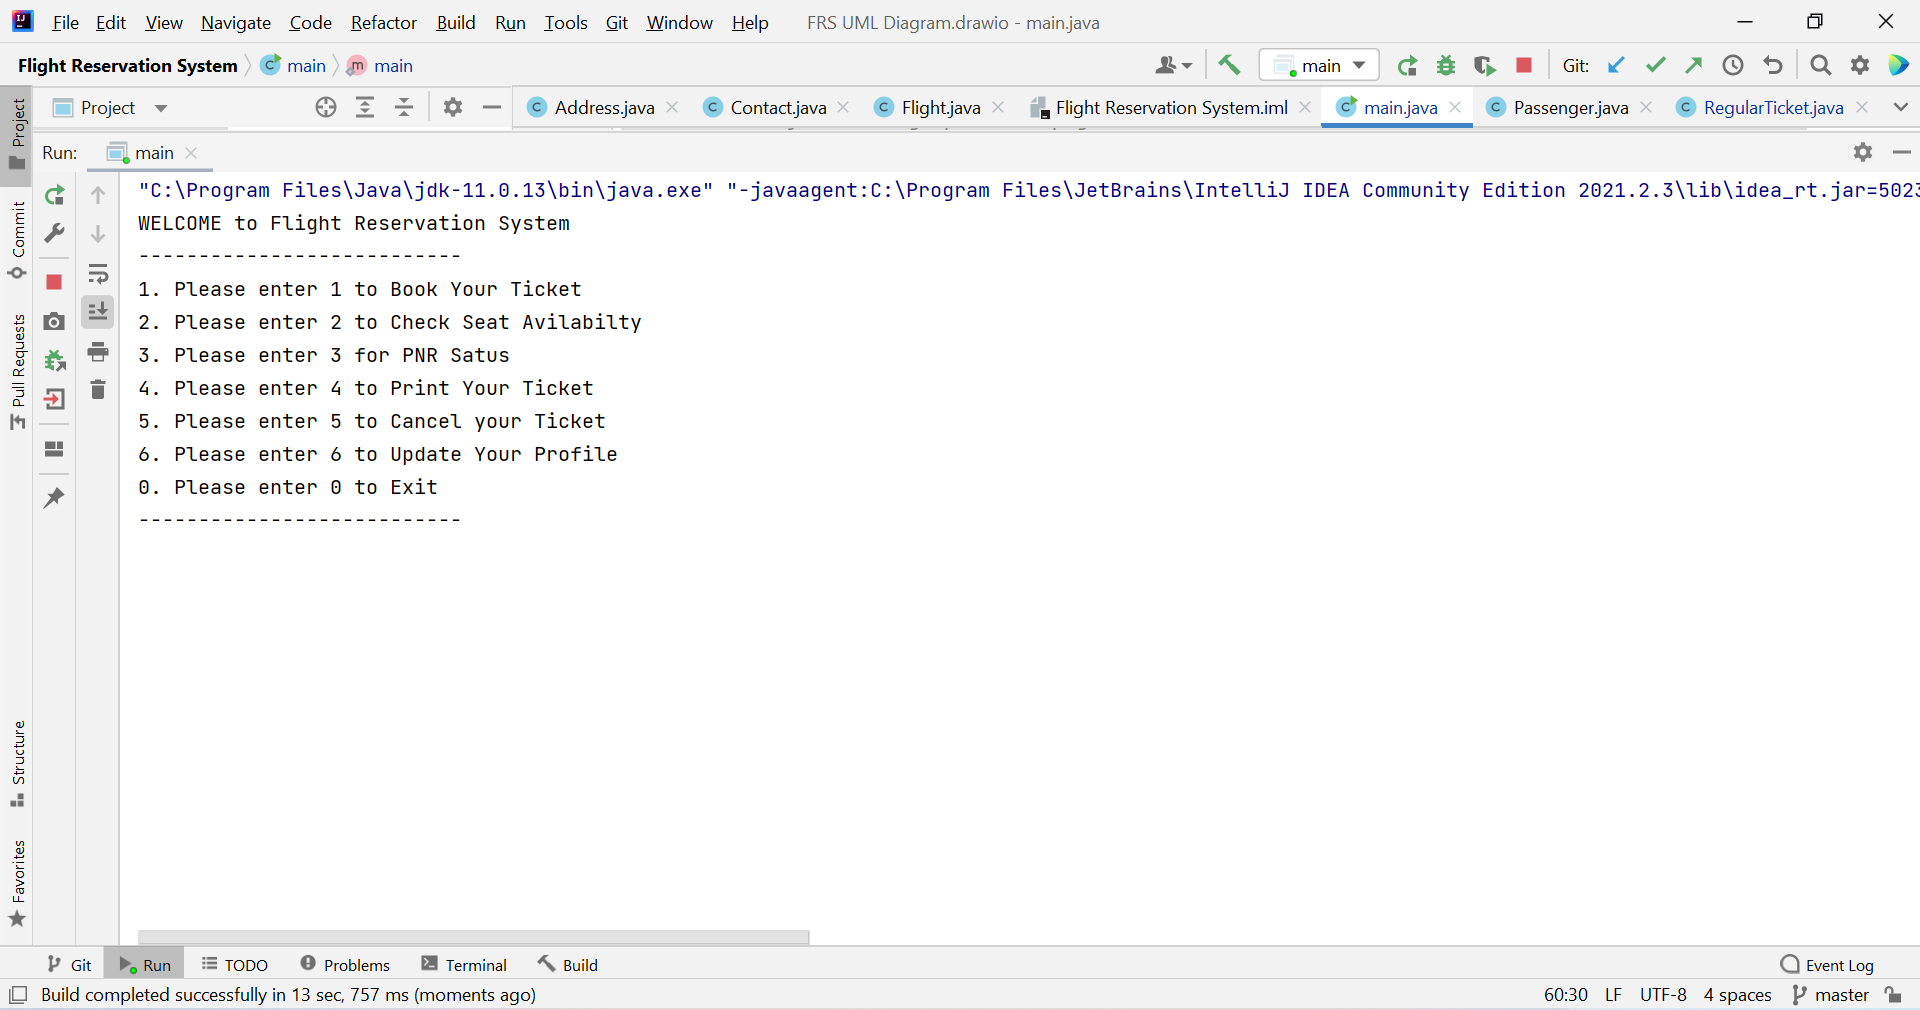 File Edit View Navigate Code Refactor Build Run Tools Git Window Help FRS UML Diagram.drawio - main.java
Flight Reservation System main main main Git:
Project Address.java Contact.java Flight.java Flight Reservation System.iml main.java Passenger.java RegularTicket.java
Run: main
"C:\Program Files\Java\jdk-11.0.13\bin\java.exe" "-javaagent:C:\Program Files\JetBrains\IntelliJ IDEA Community Edition 2021.2.3\lib\idea_rt.jar=5023
WELCOME to Flight Reservation System
---------------------------
1. Please enter 1 to Book Your Ticket
2. Please enter 2 to Check Seat Avilabilty
3. Please enter 3 for PNR Satus
4. Please enter 4 to Print Your Ticket
5. Please enter 5 to Cancel your Ticket
6. Please enter 6 to Update Your Profile
0. Please enter 0 to Exit
---------------------------
Project
Commit
Pull Requests
Structure
Favorites
Git Run TODO Problems Terminal Build Event Log
Build completed successfully in 13 sec, 757 ms (moments ago) 60:30 LF UTF-8 4 spaces master